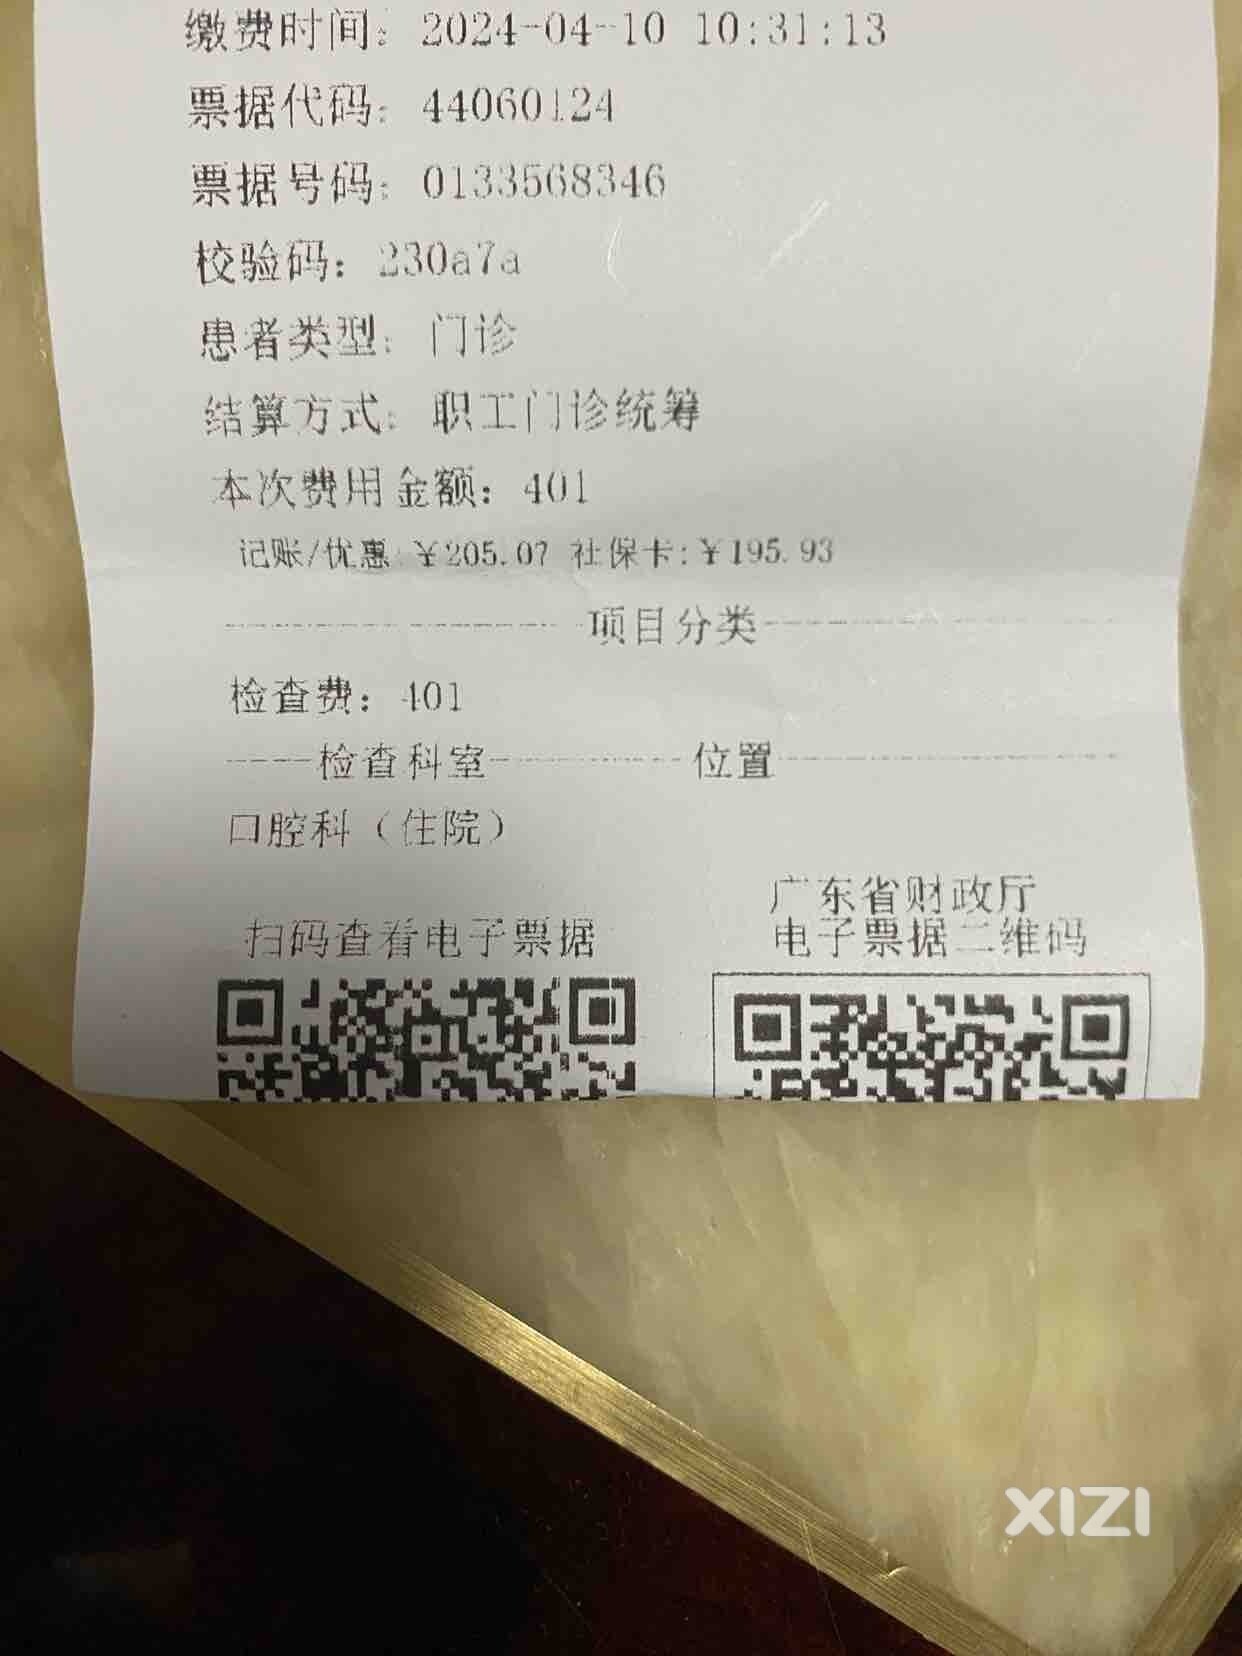 缴费时间：2024-04-10 10:31:13
票据代码：44060124
票据号码：0133568346
校验码：230a7a
患者类型：门诊
结算方式：职工门诊统筹
本次费用金额：401
记账/优惠:￥205.07 社保卡:￥195.93
项目分类
检查费：401
检查科室 位置
口腔科（住院）
扫码查看电子票据
广东省财政厅
电子票据二维码
XIZI